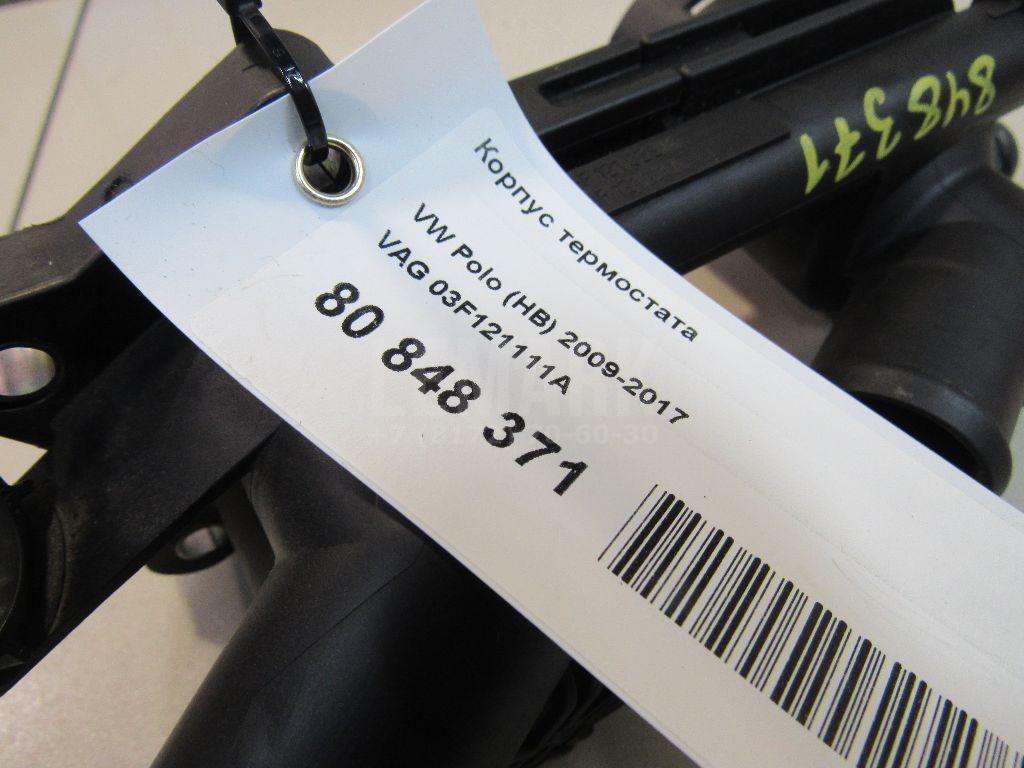 Корпус термостата
VW Polo (HB) 2009-2017
VAG 03F121111A
80 848 371
848371